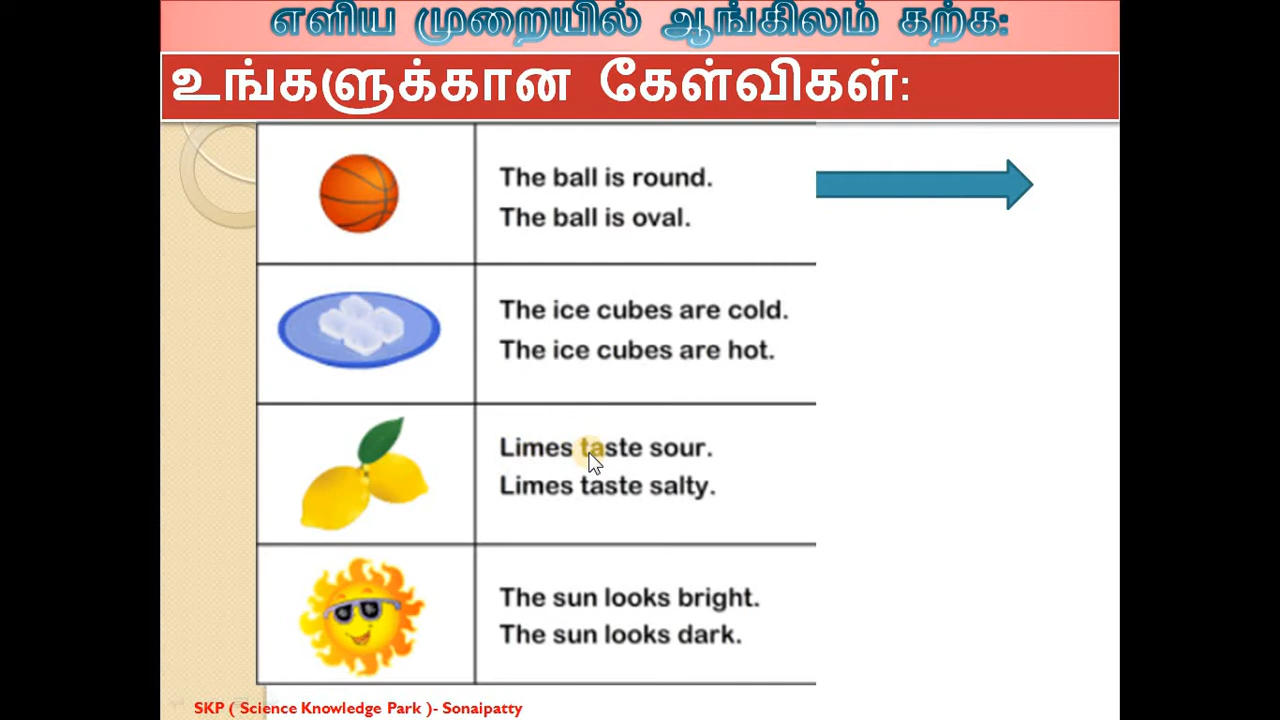 எளிய முறையில் ஆங்கிலம் கற்க:
உங்களுக்கான கேள்விகள்:
The ball is round.
The ball is oval.
The ice cubes are cold.
The ice cubes are hot.
Limes taste sour.
Limes taste salty.
The sun looks bright.
The sun looks dark.
SKP ( Science Knowledge Park )- Sonaipatty